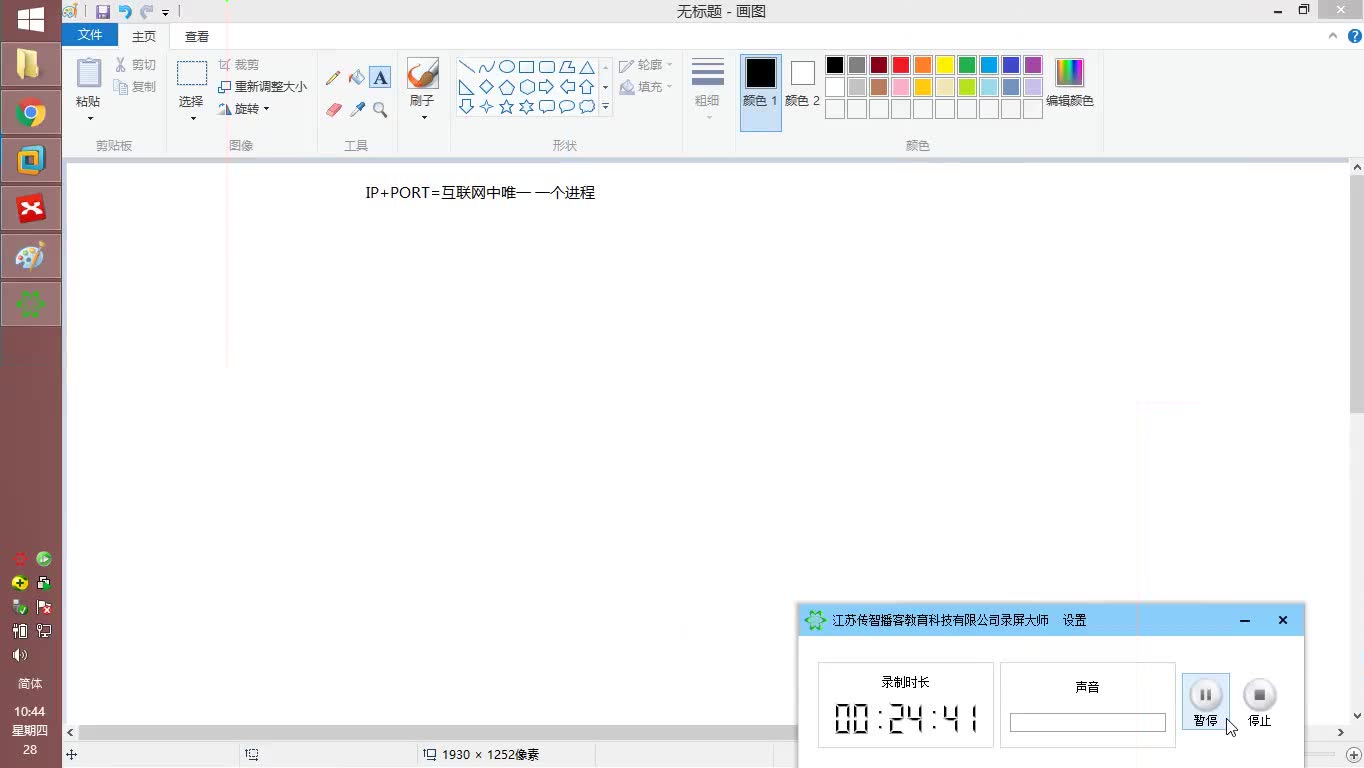 无标题 - 画图
文件 主页 查看
粘贴
剪切
复制
剪贴板
选择
裁剪
重新调整大小
旋转
图像
A
工具
刷子
形状
轮廓
填充
粗细
颜色 1
颜色 2
编辑颜色
颜色
IP+PORT=互联网中唯一 一个进程
江苏传智播客教育科技有限公司录屏大师 设置
录制时长
00:24:41
声音
暂停
停止
简体
10:44
星期四
28
1930 × 1252像素